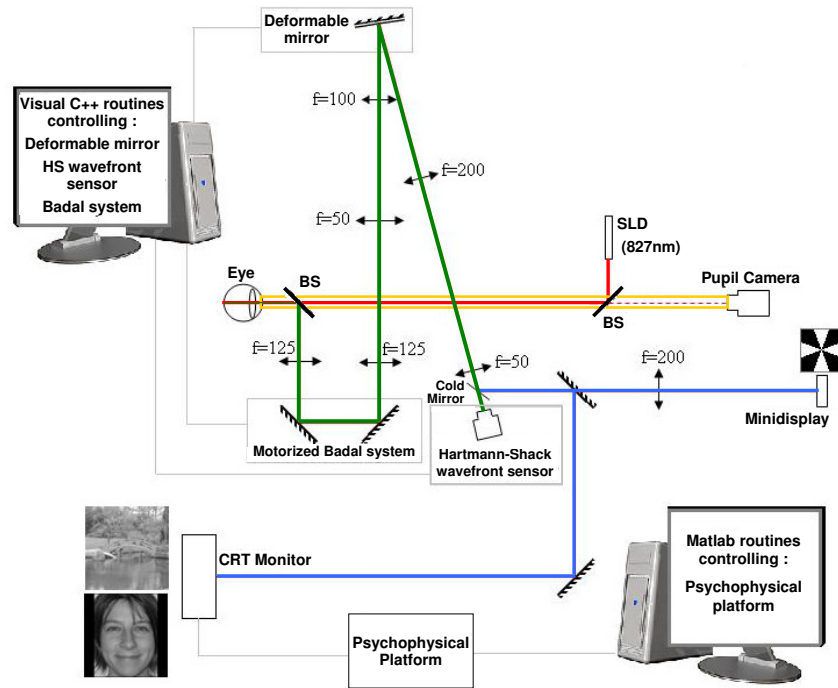 Deformable
mirror
Visual C++ routines
controlling :
Deformable mirror
HS wavefront
sensor
Badal system
f=100
f=200
f=50
SLD
(827nm)
Eye
BS
Pupil Camera
BS
f=125
f=125
f=50
f=200
Cold
Mirror
Minidisplay
Motorized Badal system
Hartmann-Shack
wavefront sensor
CRT Monitor
Matlab routines
controlling :
Psychophysical
platform
Psychophysical
Platform